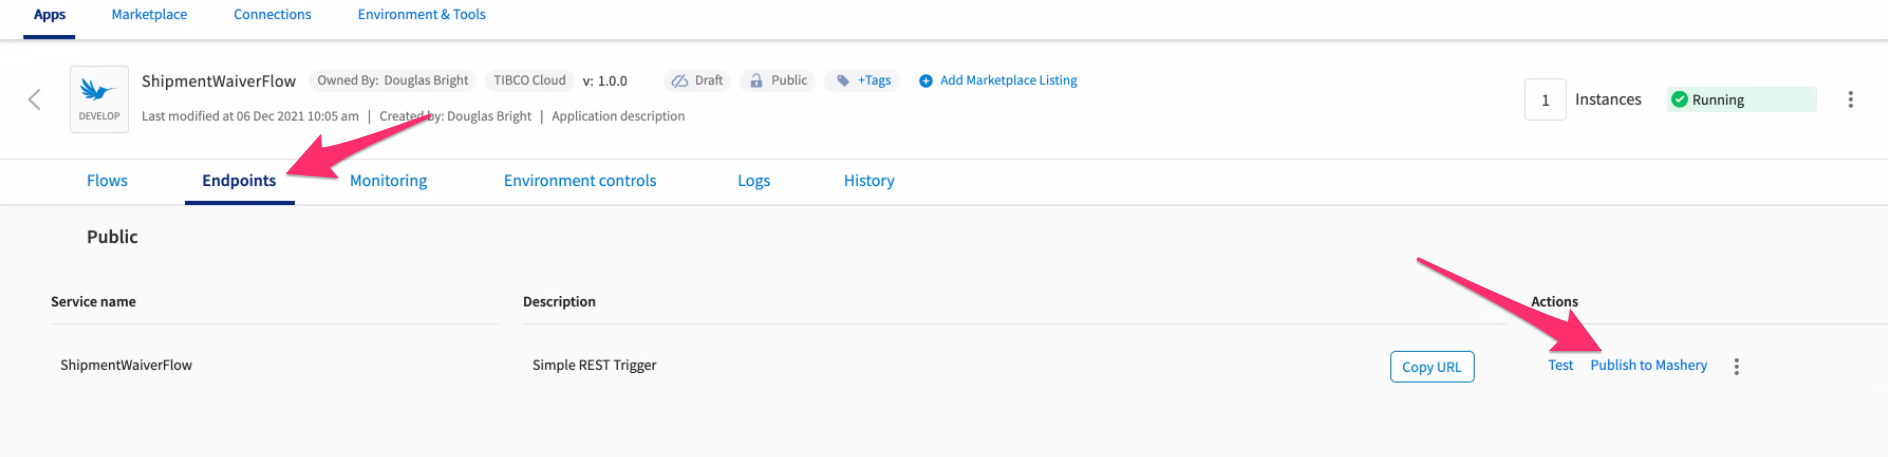 Apps Marketplace Connections Environment & Tools
ShipmentWaiverFlow Owned By: Douglas Bright TIBCO Cloud v: 1.0.0 Draft Public +Tags Add Marketplace Listing
DEVELOP
Last modified at 06 Dec 2021 10:05 am | Created by: Douglas Bright | Application description
1 Instances Running
Flows Endpoints Monitoring Environment controls Logs History
Public
Service name Description Actions
ShipmentWaiverFlow Simple REST Trigger Copy URL Test Publish to Mashery